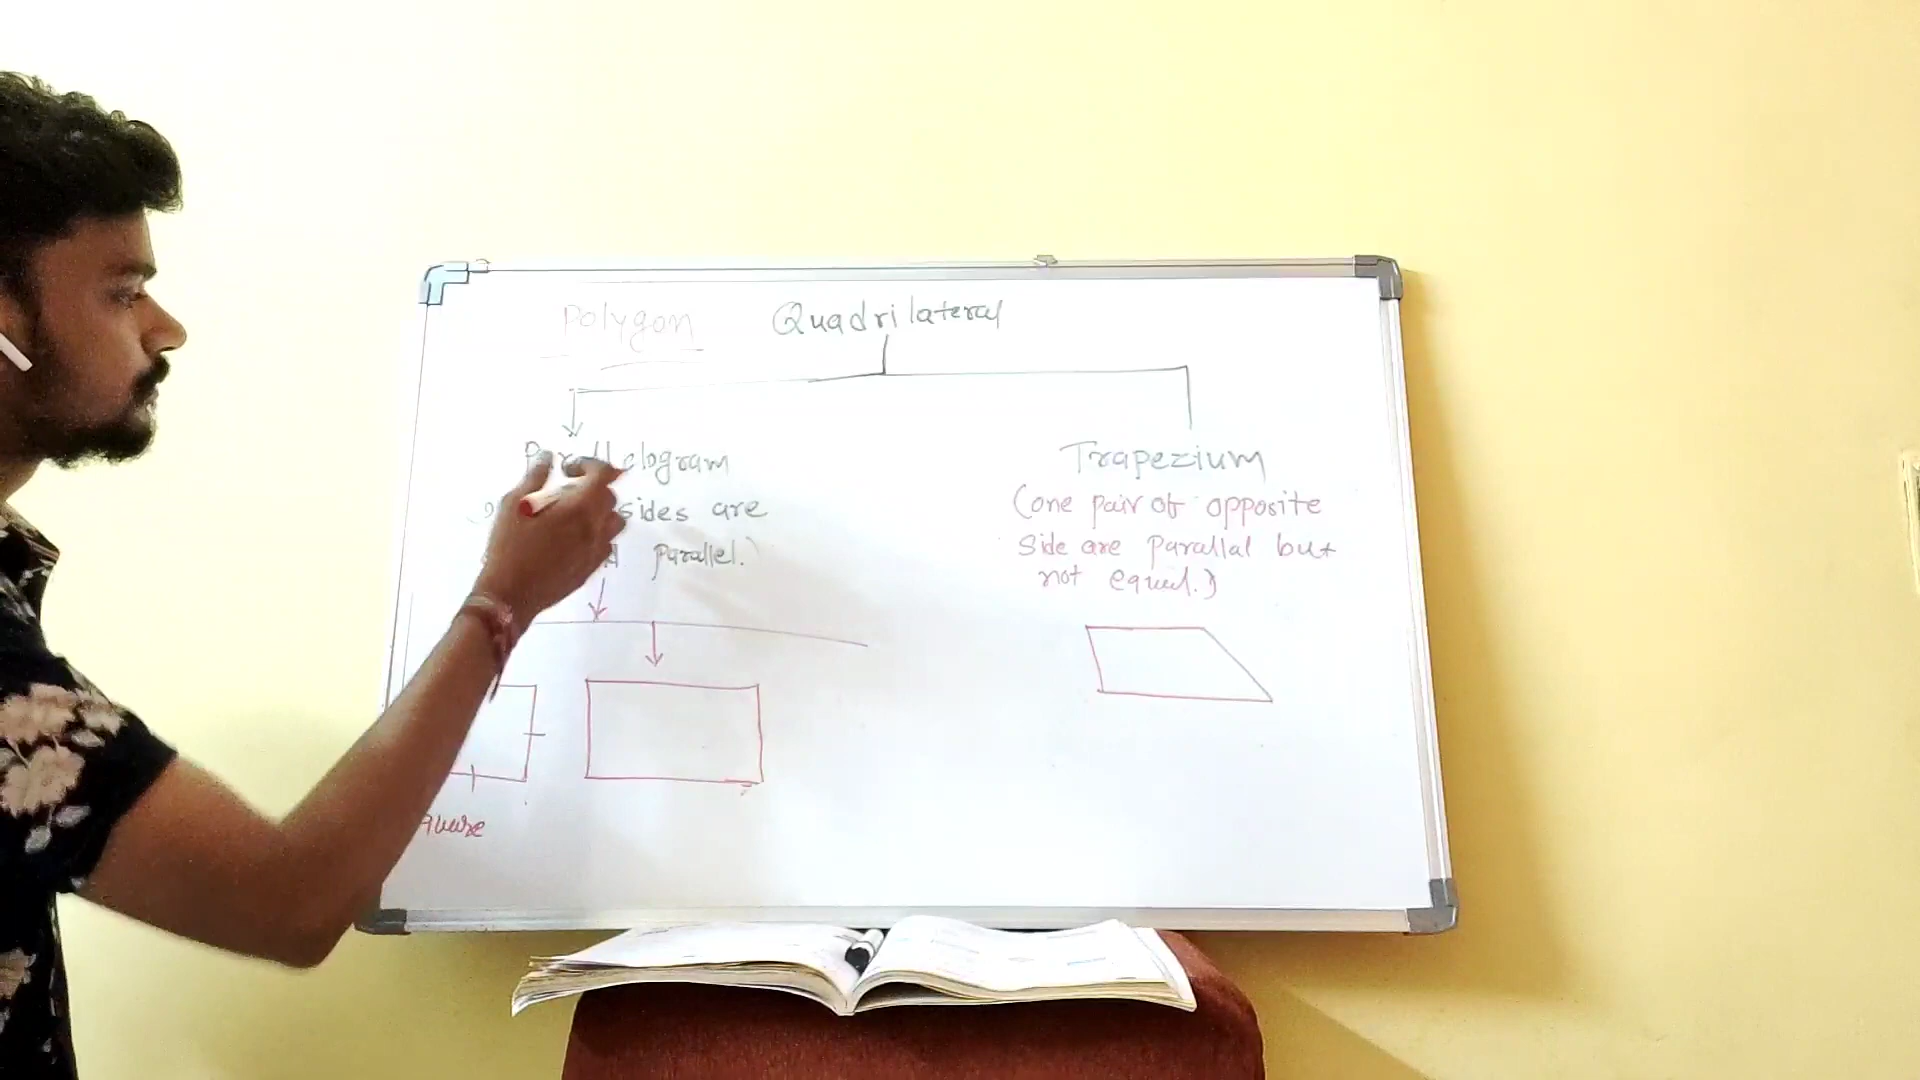 Polygon Quadrilateral
Parallelogram
sides are
parallel.)
Trapezium
(one pair of opposite
side are parallal but
not equal.)